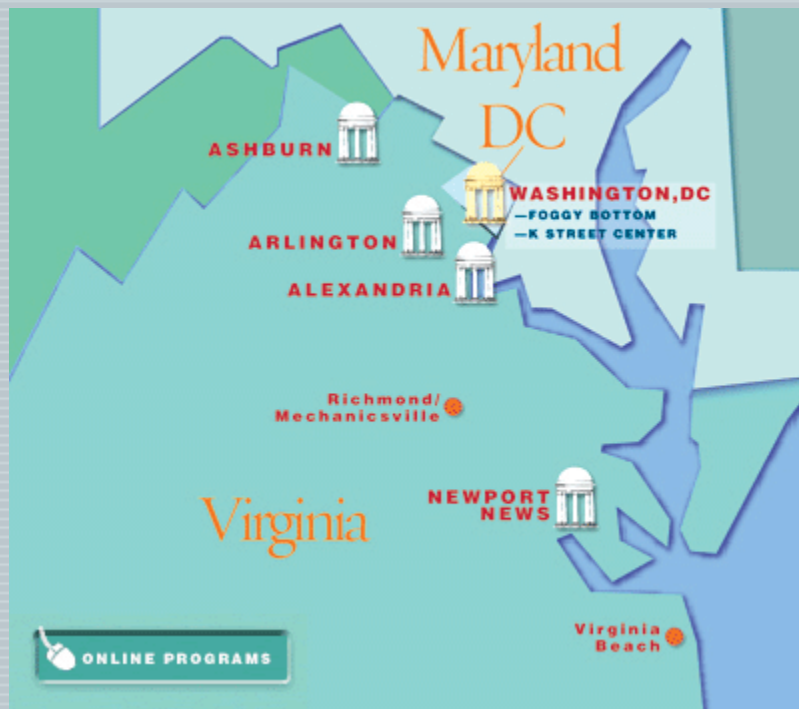 Maryland
DC
ASHBURN
WASHINGTON,DC
—FOGGY BOTTOM
—K STREET CENTER
ARLINGTON
ALEXANDRIA
Richmond/
Mechanicsville
NEWPORT
NEWS
Virginia
Virginia
Beach
ONLINE PROGRAMS